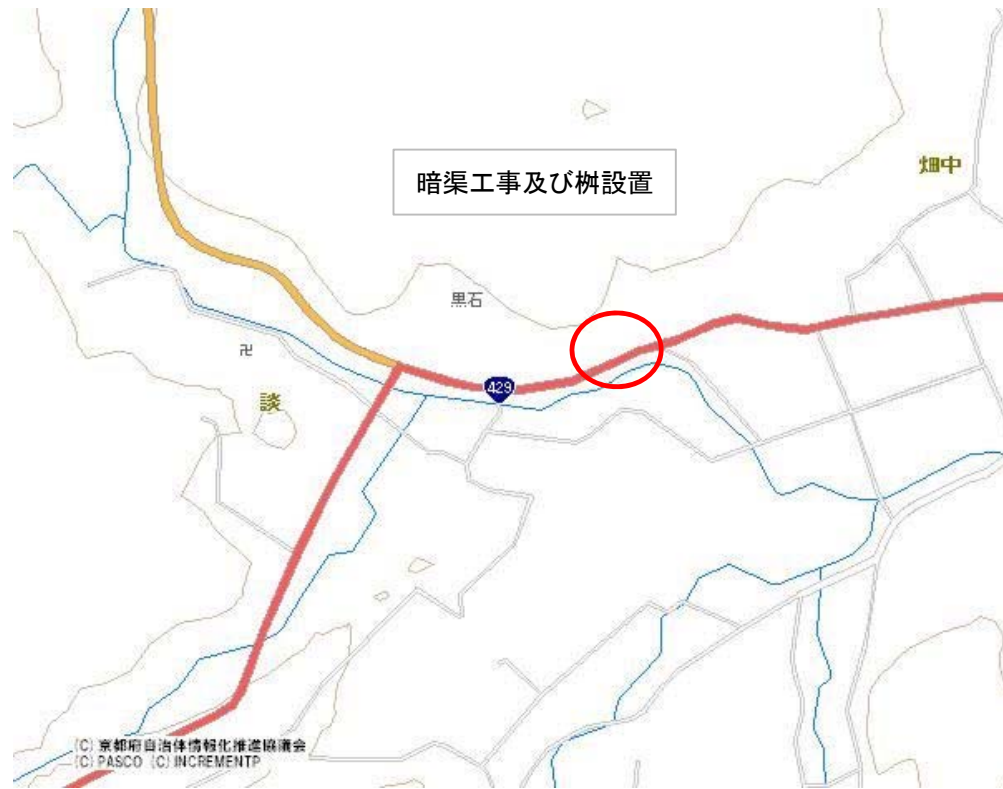 暗渠工事及び桝設置
畑中
黒石
談
429
(C) 京都府自治体情報化推進協議会
(C) PASCO (C) INCREMENTP